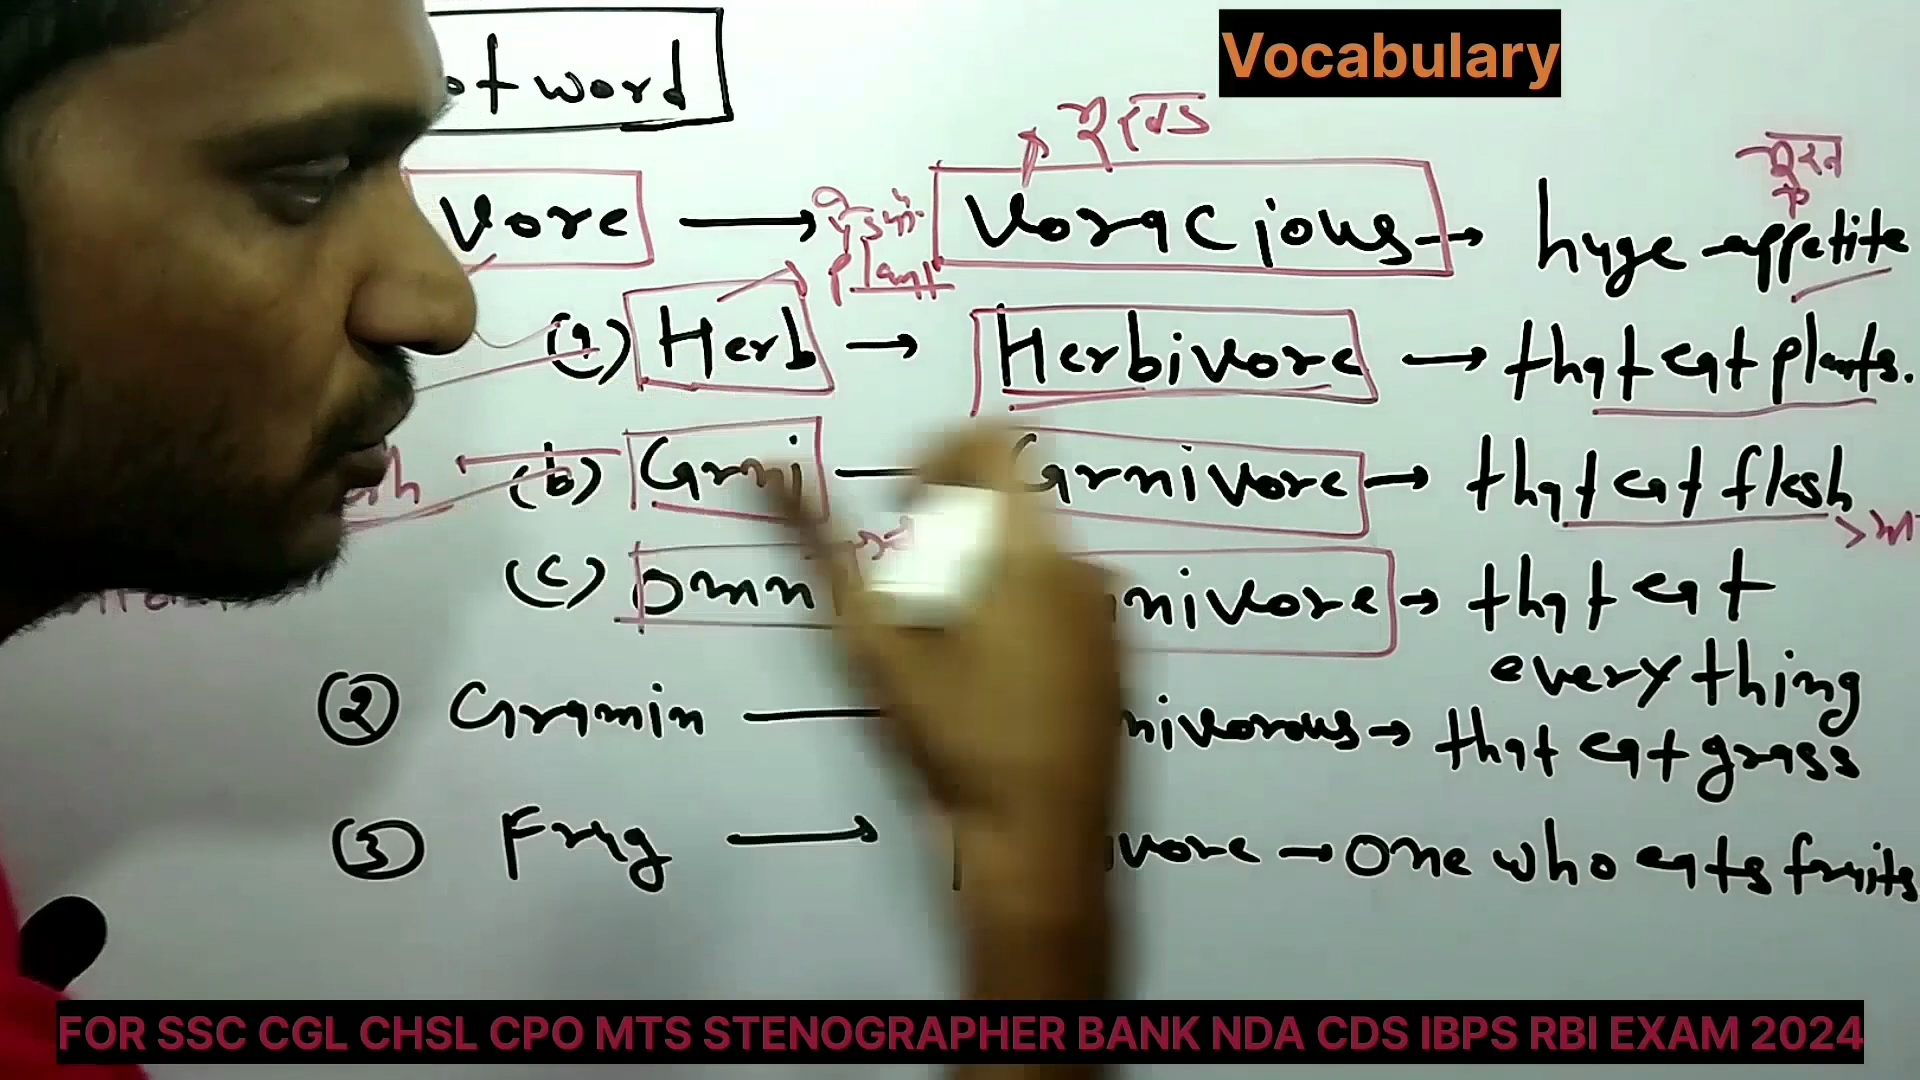 Vocabulary
ot word
Vore → Voracious → huge appetite
plant
(a) Herb → Herbivore → that eat plants.
(b) Carni Carnivore → that eat flesh
(c) Omn nivore → that eat
everything
② Gramin nivorous → that eat grass
③ Frug → vore → One who eats fruits
FOR SSC CGL CHSL CPO MTS STENOGRAPHER BANK NDA CDS IBPS RBI EXAM 2024